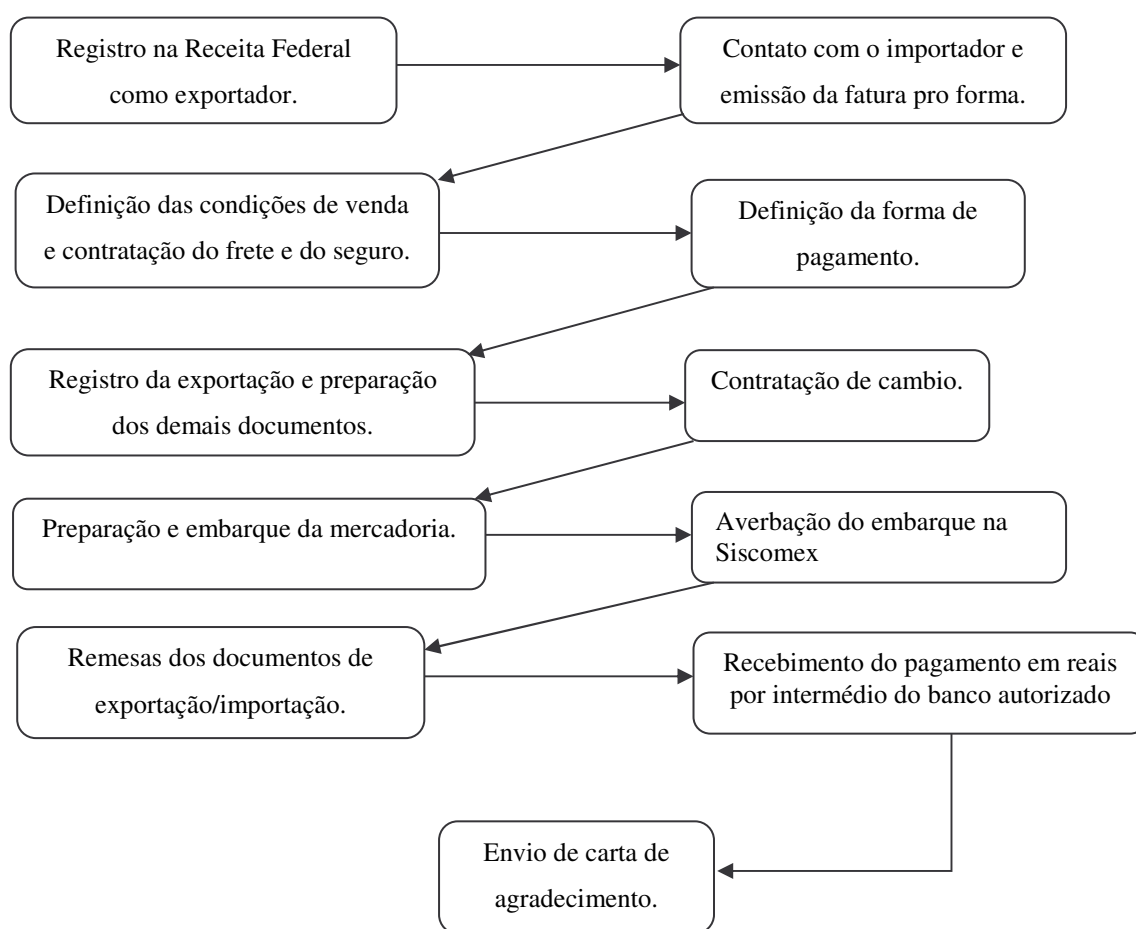 Registro na Receita Federal
como exportador.
Contato com o importador e
emissão da fatura pro forma.
Definição das condições de venda
e contratação do frete e do seguro.
Definição da forma de
pagamento.
Registro da exportação e preparação
dos demais documentos.
Contratação de cambio.
Preparação e embarque da mercadoria.
Averbação do embarque na
Siscomex
Remesas dos documentos de
exportação/importação.
Recebimento do pagamento em reais
por intermédio do banco autorizado
Envio de carta de
agradecimento.